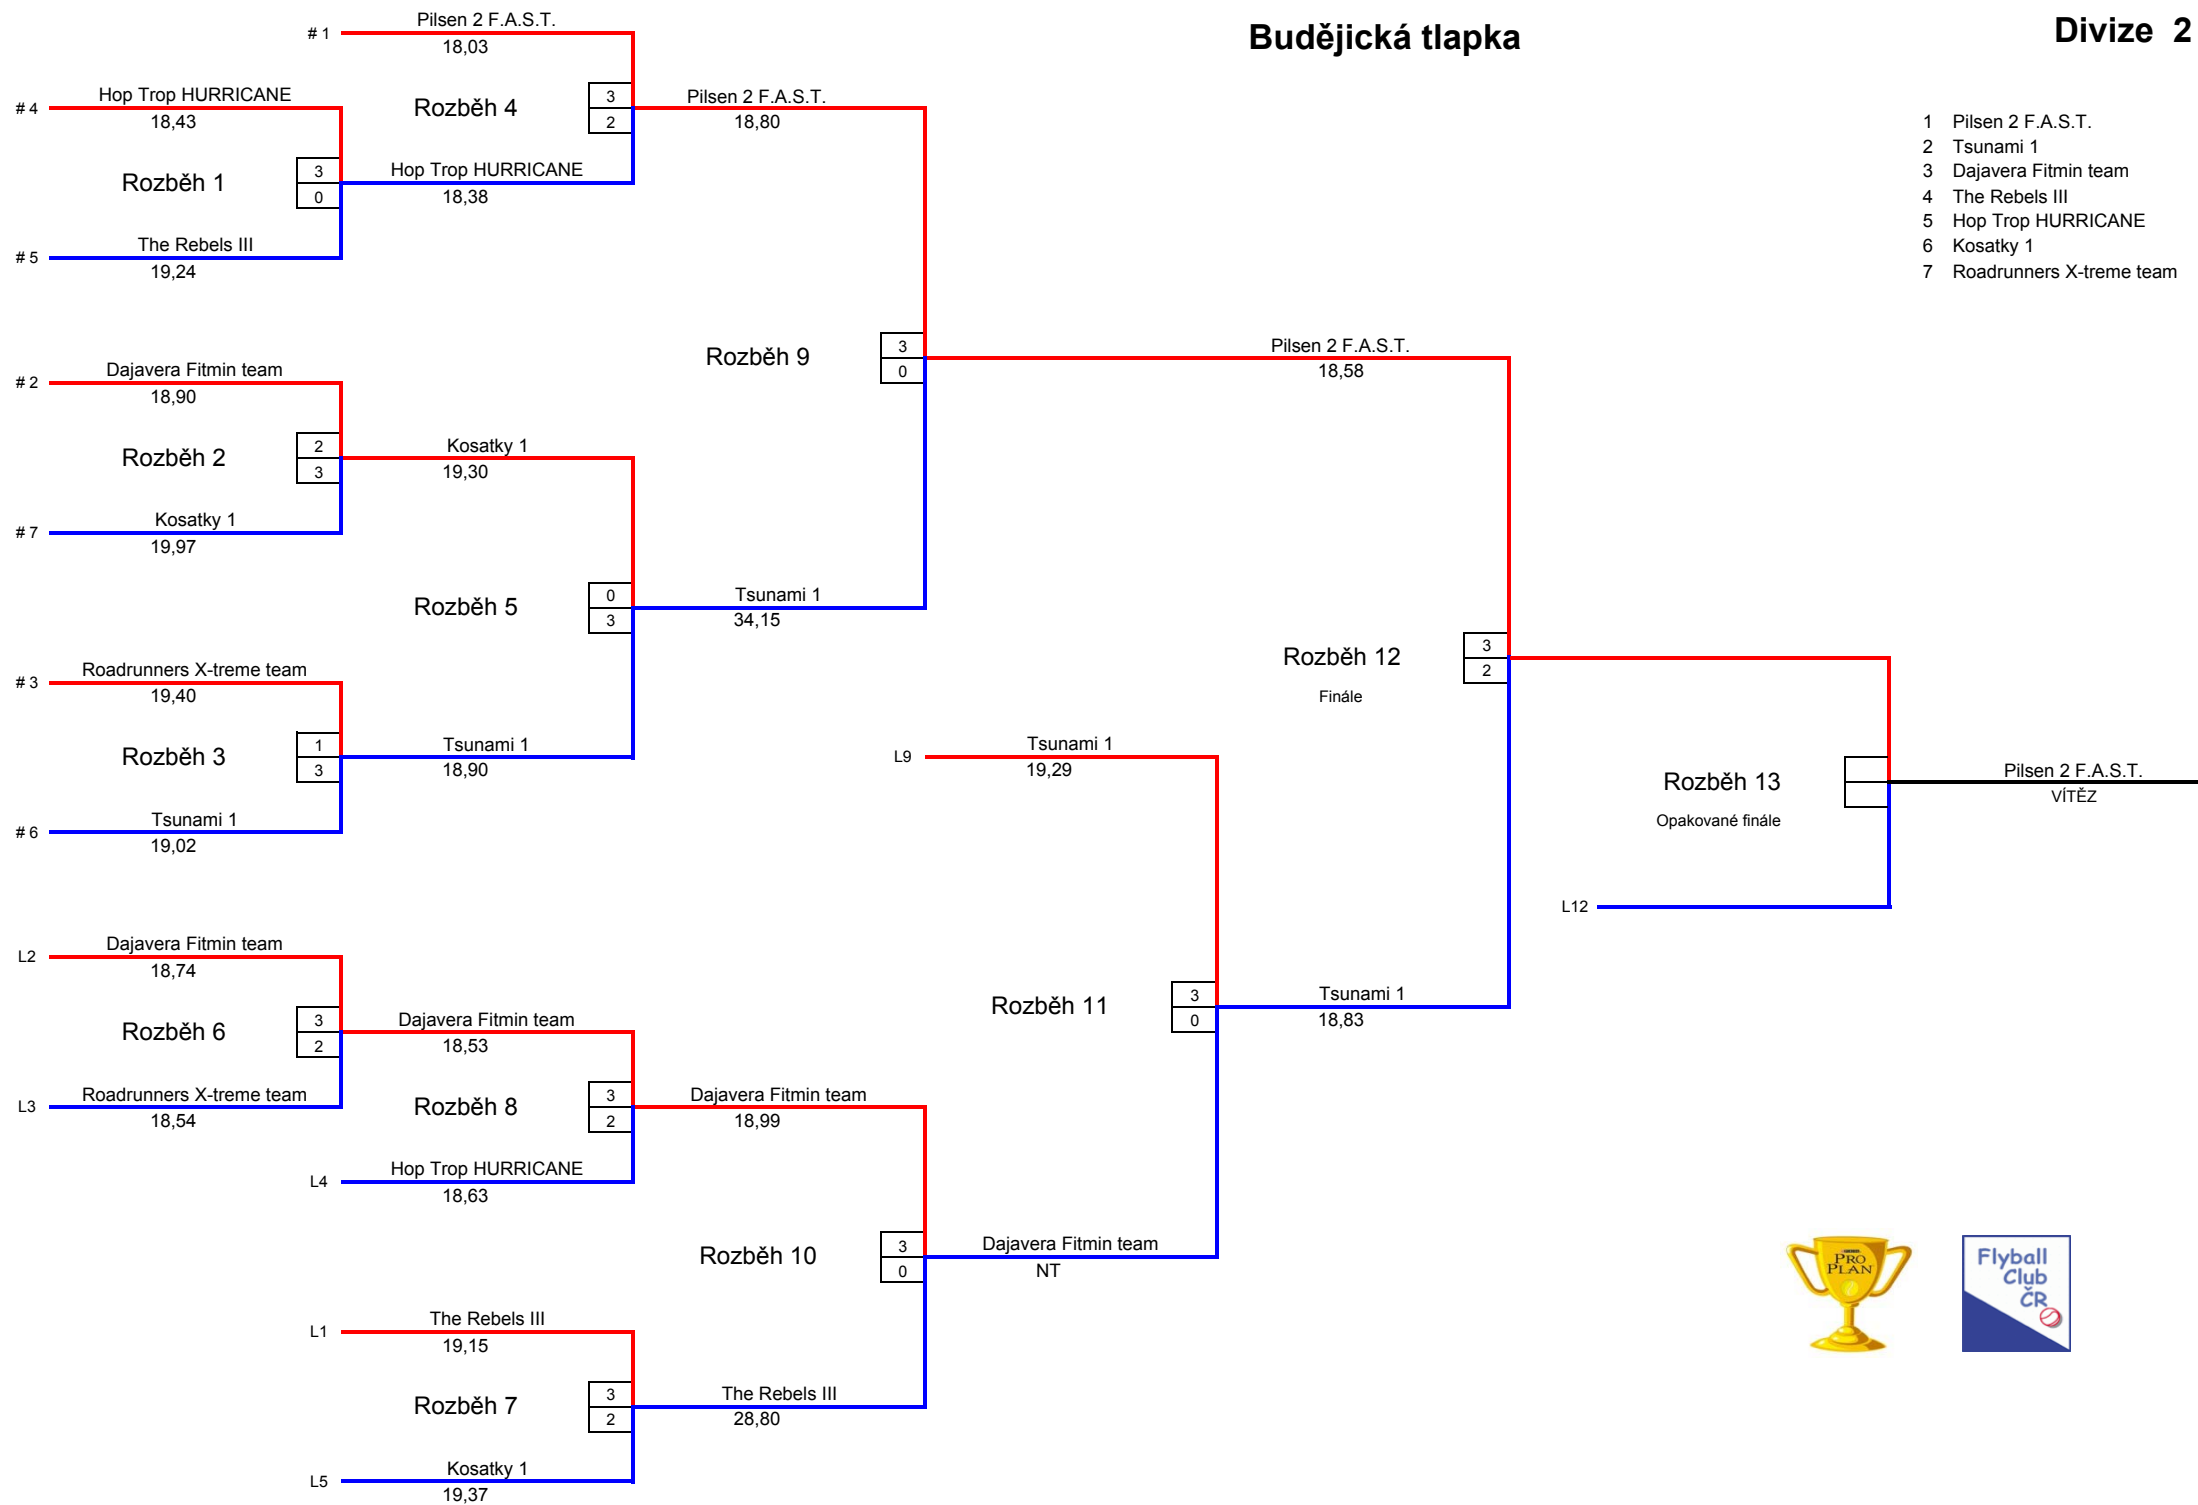 Budějická tlapka
Divize 2
1 Pilsen 2 F.A.S.T.
2 Tsunami 1
3 Dajavera Fitmin team
4 The Rebels III
5 Hop Trop HURRICANE
6 Kosatky 1
7 Roadrunners X-treme team
# 1
Pilsen 2 F.A.S.T.
18,03
# 4
Hop Trop HURRICANE
18,43
Rozběh 1
3
0
# 5
The Rebels III
19,24
Rozběh 4
3
2
Hop Trop HURRICANE
18,38
Pilsen 2 F.A.S.T.
18,80
# 2
Dajavera Fitmin team
18,90
Rozběh 2
2
3
# 7
Kosatky 1
19,97
Kosatky 1
19,30
Rozběh 5
0
3
Rozběh 9
3
0
Tsunami 1
34,15
# 3
Roadrunners X-treme team
19,40
Rozběh 3
1
3
# 6
Tsunami 1
19,02
Tsunami 1
18,90
Pilsen 2 F.A.S.T.
18,58
Rozběh 12
Finále
3
2
L9
Tsunami 1
19,29
Rozběh 13
Opakované finále
Pilsen 2 F.A.S.T.
VÍTĚZ
L12
L2
Dajavera Fitmin team
18,74
Rozběh 6
3
2
L3
Roadrunners X-treme team
18,54
Dajavera Fitmin team
18,53
Rozběh 8
3
2
L4
Hop Trop HURRICANE
18,63
Dajavera Fitmin team
18,99
Rozběh 11
3
0
Tsunami 1
18,83
Rozběh 10
3
0
Dajavera Fitmin team
NT
L1
The Rebels III
19,15
Rozběh 7
3
2
L5
Kosatky 1
19,37
The Rebels III
28,80
PRO
PLAN
Flyball
Club
ČR